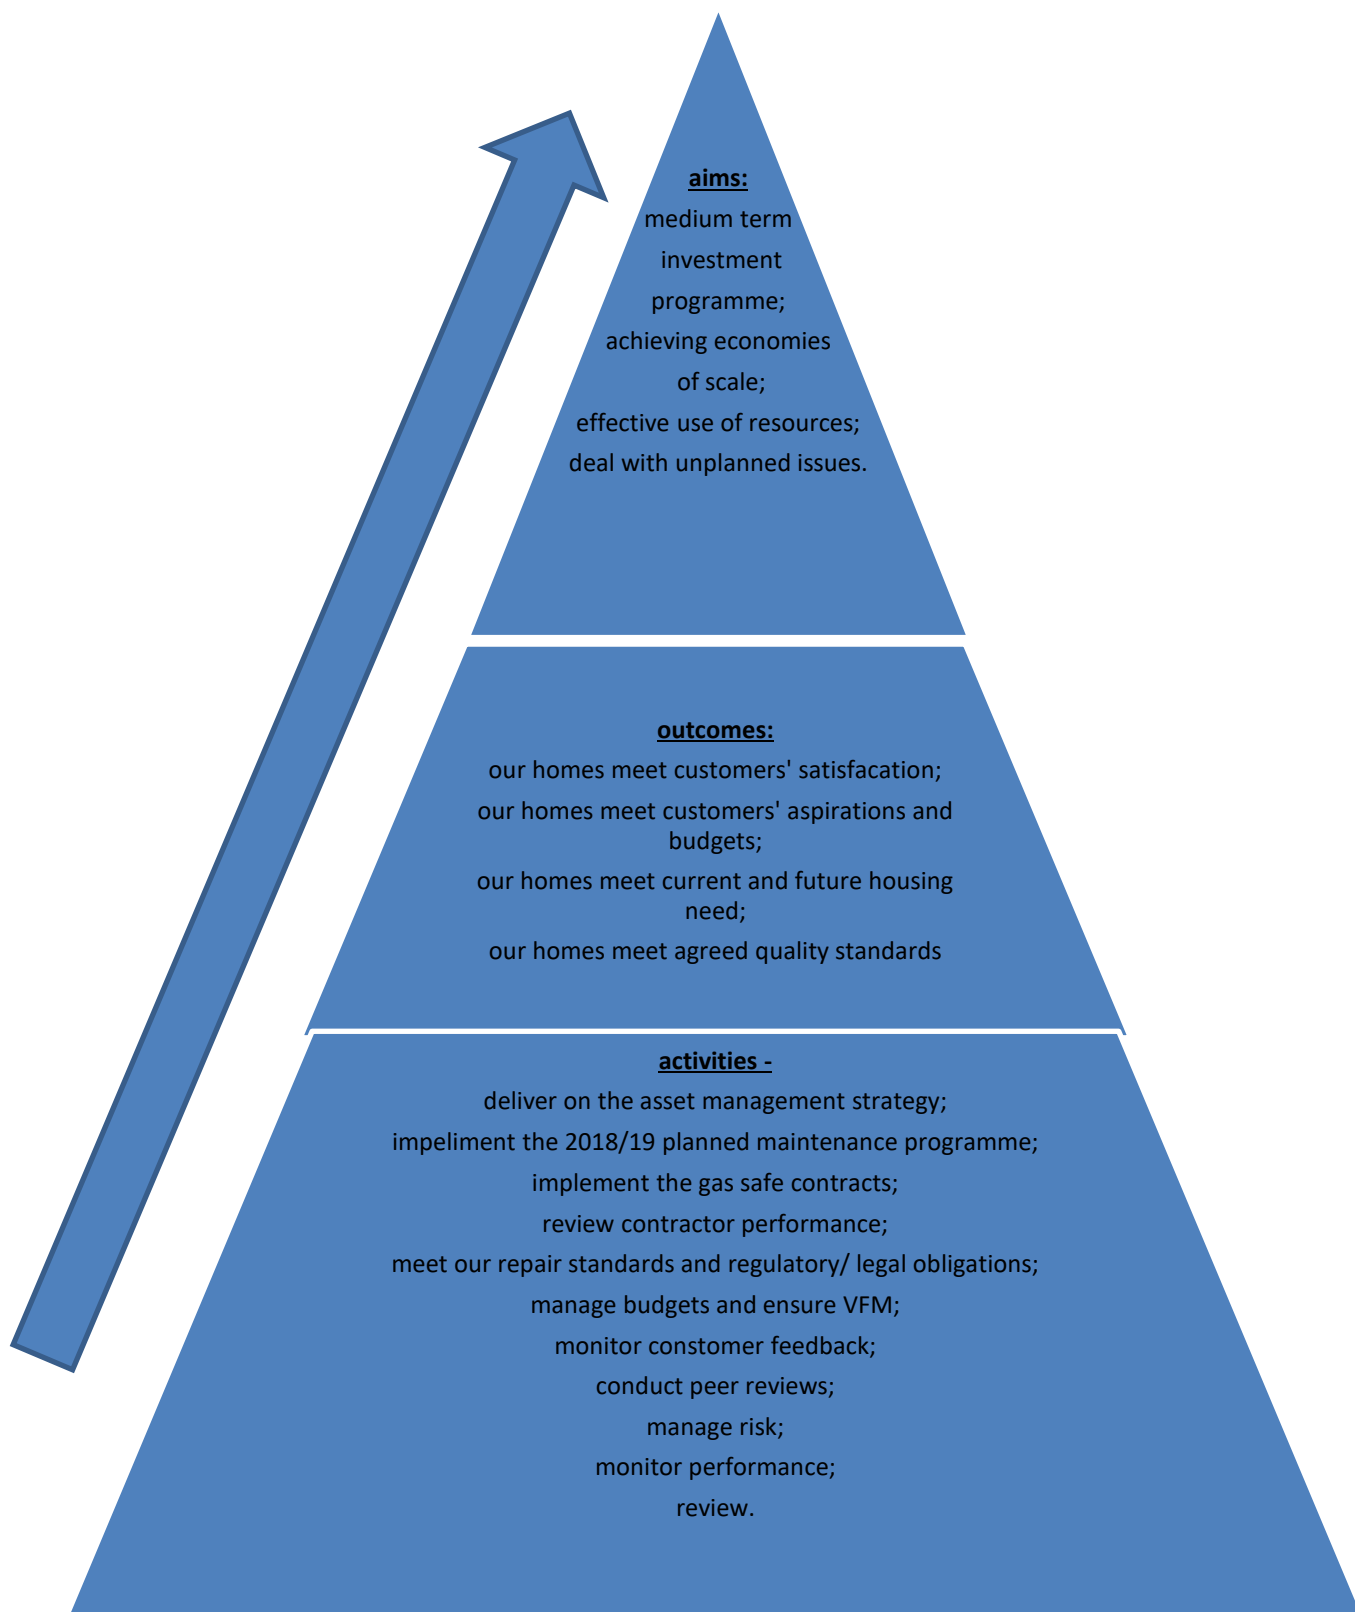 aims:
medium term
investment
programme;
achieving economies
of scale;
effective use of resources;
deal with unplanned issues.
outcomes:
our homes meet customers' satisfacation;
our homes meet customers' aspirations and
budgets;
our homes meet current and future housing
need;
our homes meet agreed quality standards
activities -
deliver on the asset management strategy;
impeliment the 2018/19 planned maintenance programme;
implement the gas safe contracts;
review contractor performance;
meet our repair standards and regulatory/ legal obligations;
manage budgets and ensure VFM;
monitor constomer feedback;
conduct peer reviews;
manage risk;
monitor performance;
review.